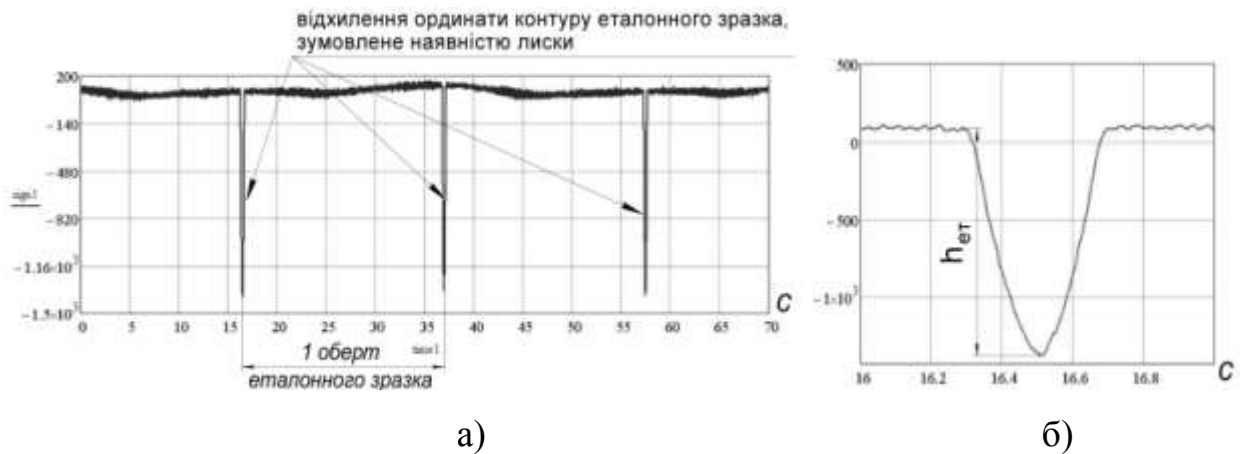 відхилення ординати контуру еталонного зразка,
зумовлене наявністю лиски
200
-140
-480
-820
-1.16×10³
-1.5×10³
0 5 10 15 20 25 30 35 40 45 50 55 60 65 70
С
1 оберт
еталонного зразка
500
0
-500
-1×10³
hет
16 16.2 16.4 16.6 16.8
С
а) б)